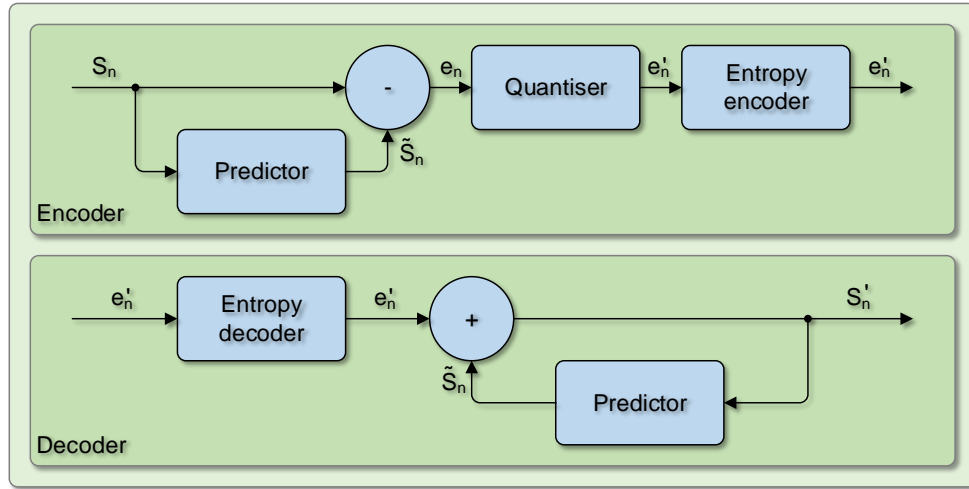 Sₙ
eₙ
Quantiser
e'ₙ
Entropy
encoder
e'ₙ
-
S̃ₙ
Predictor
Encoder
e'ₙ
Entropy
decoder
e'ₙ
+
S'ₙ
S̃ₙ
Predictor
Decoder